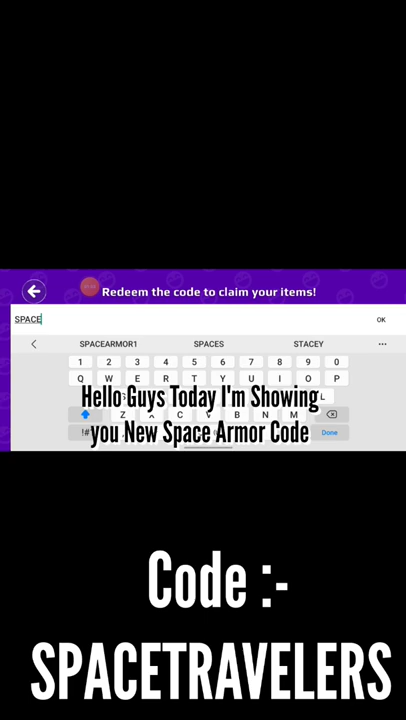 Redeem the code to claim your items!
SPACE
OK
SPACEARMOR1 SPACES STACEY
1 2 3 4 5 6 7 8 9 0
Q W E R T Y U I O P
Hello Guys Today I'm Showing
L
Z X C V B N M
you New Space Armor Code
!#
Done
Code :-
SPACETRAVELERS